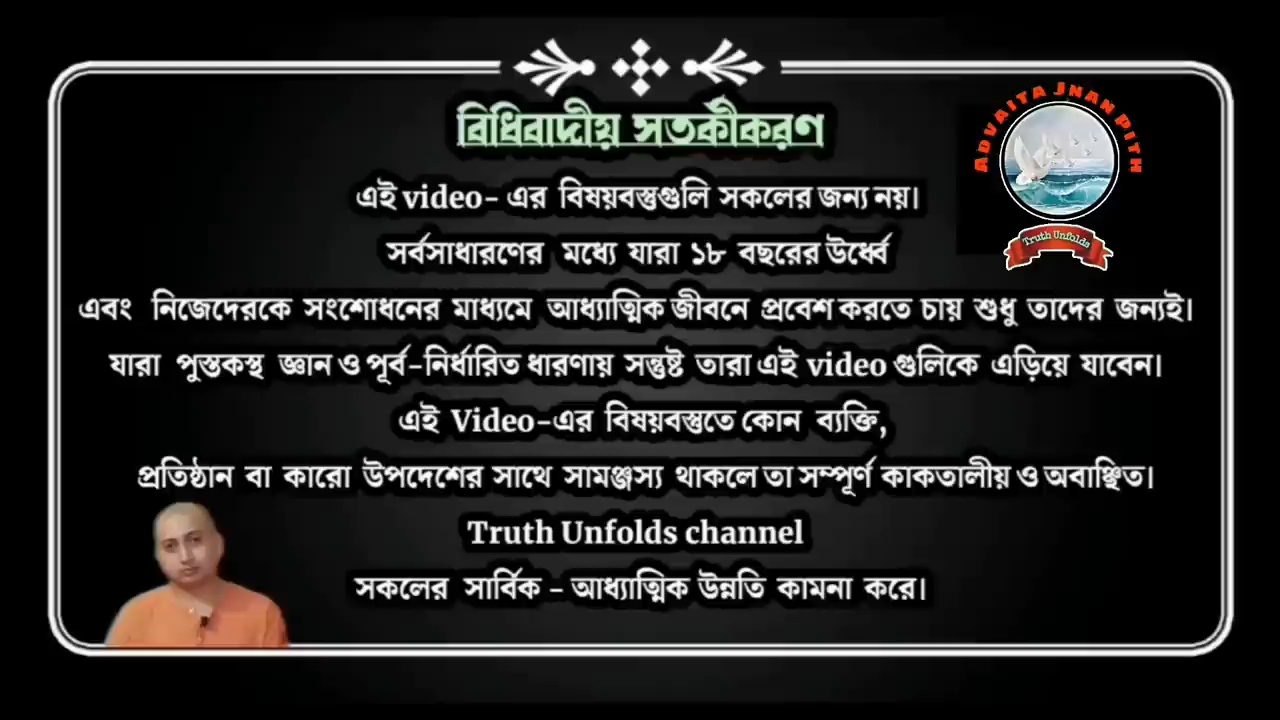 বিধিবাদীয় সতর্কীকরণ
ADVAITA JNAN PITH
Truth Unfolds
এই video- এর বিষয়বস্তুগুলি সকলের জন্য নয়।
সর্বসাধারণের মধ্যে যারা ১৮ বছরের উর্ধ্বে
এবং নিজেদেরকে সংশোধনের মাধ্যমে আধ্যাত্মিক জীবনে প্রবেশ করতে চায় শুধু তাদের জন্যই।
যারা পুস্তকস্থ জ্ঞান ও পূর্ব-নির্ধারিত ধারণায় সন্তুষ্ট তারা এই video গুলিকে এড়িয়ে যাবেন।
এই Video-এর বিষয়বস্তুতে কোন ব্যক্তি,
প্রতিষ্ঠান বা কারো উপদেশের সাথে সামঞ্জস্য থাকলে তা সম্পূর্ণ কাকতালীয় ও অবাঞ্ছিত।
Truth Unfolds channel
সকলের সার্বিক - আধ্যাত্মিক উন্নতি কামনা করে।